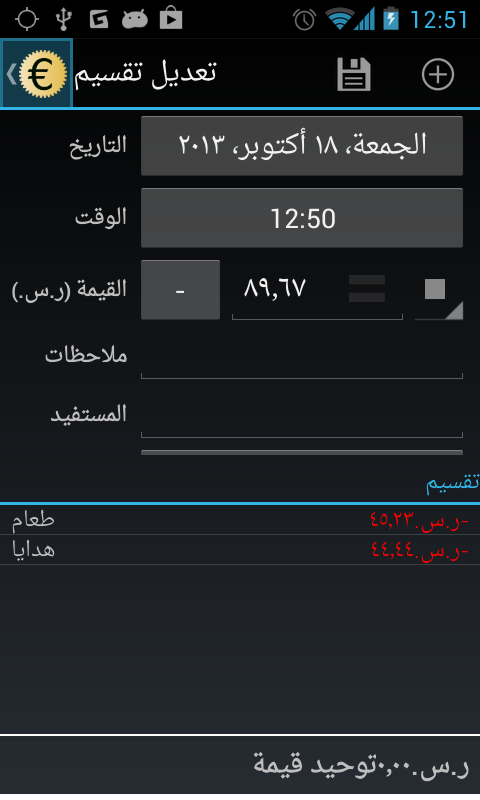 12:51
تعديل تقسيم
التاريخ
الجمعة، ١٨ أكتوبر، ٢٠١٣
الوقت
12:50
القيمة (ر.س.)
-
٨٩,٦٧
ملاحظات
المستفيد
تقسيم
طعام
-ر.س.٤٥,٢٣
هدايا
-ر.س.٤٤,٤٤
ر.س.٠,٠٠توحيد قيمة